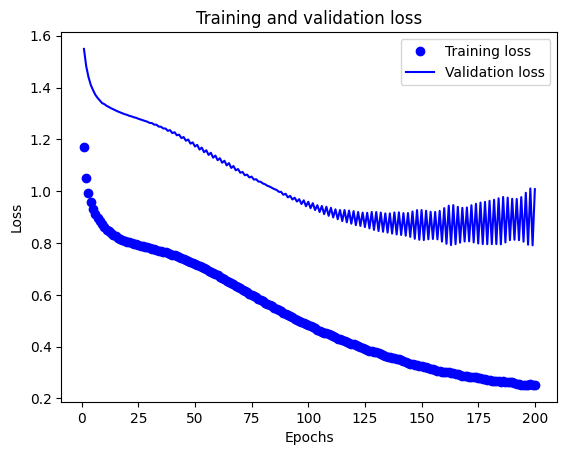 Training and validation loss
Training loss
Validation loss
1.6
1.4
1.2
1.0
0.8
0.6
0.4
0.2
Loss
0 25 50 75 100 125 150 175 200
Epochs